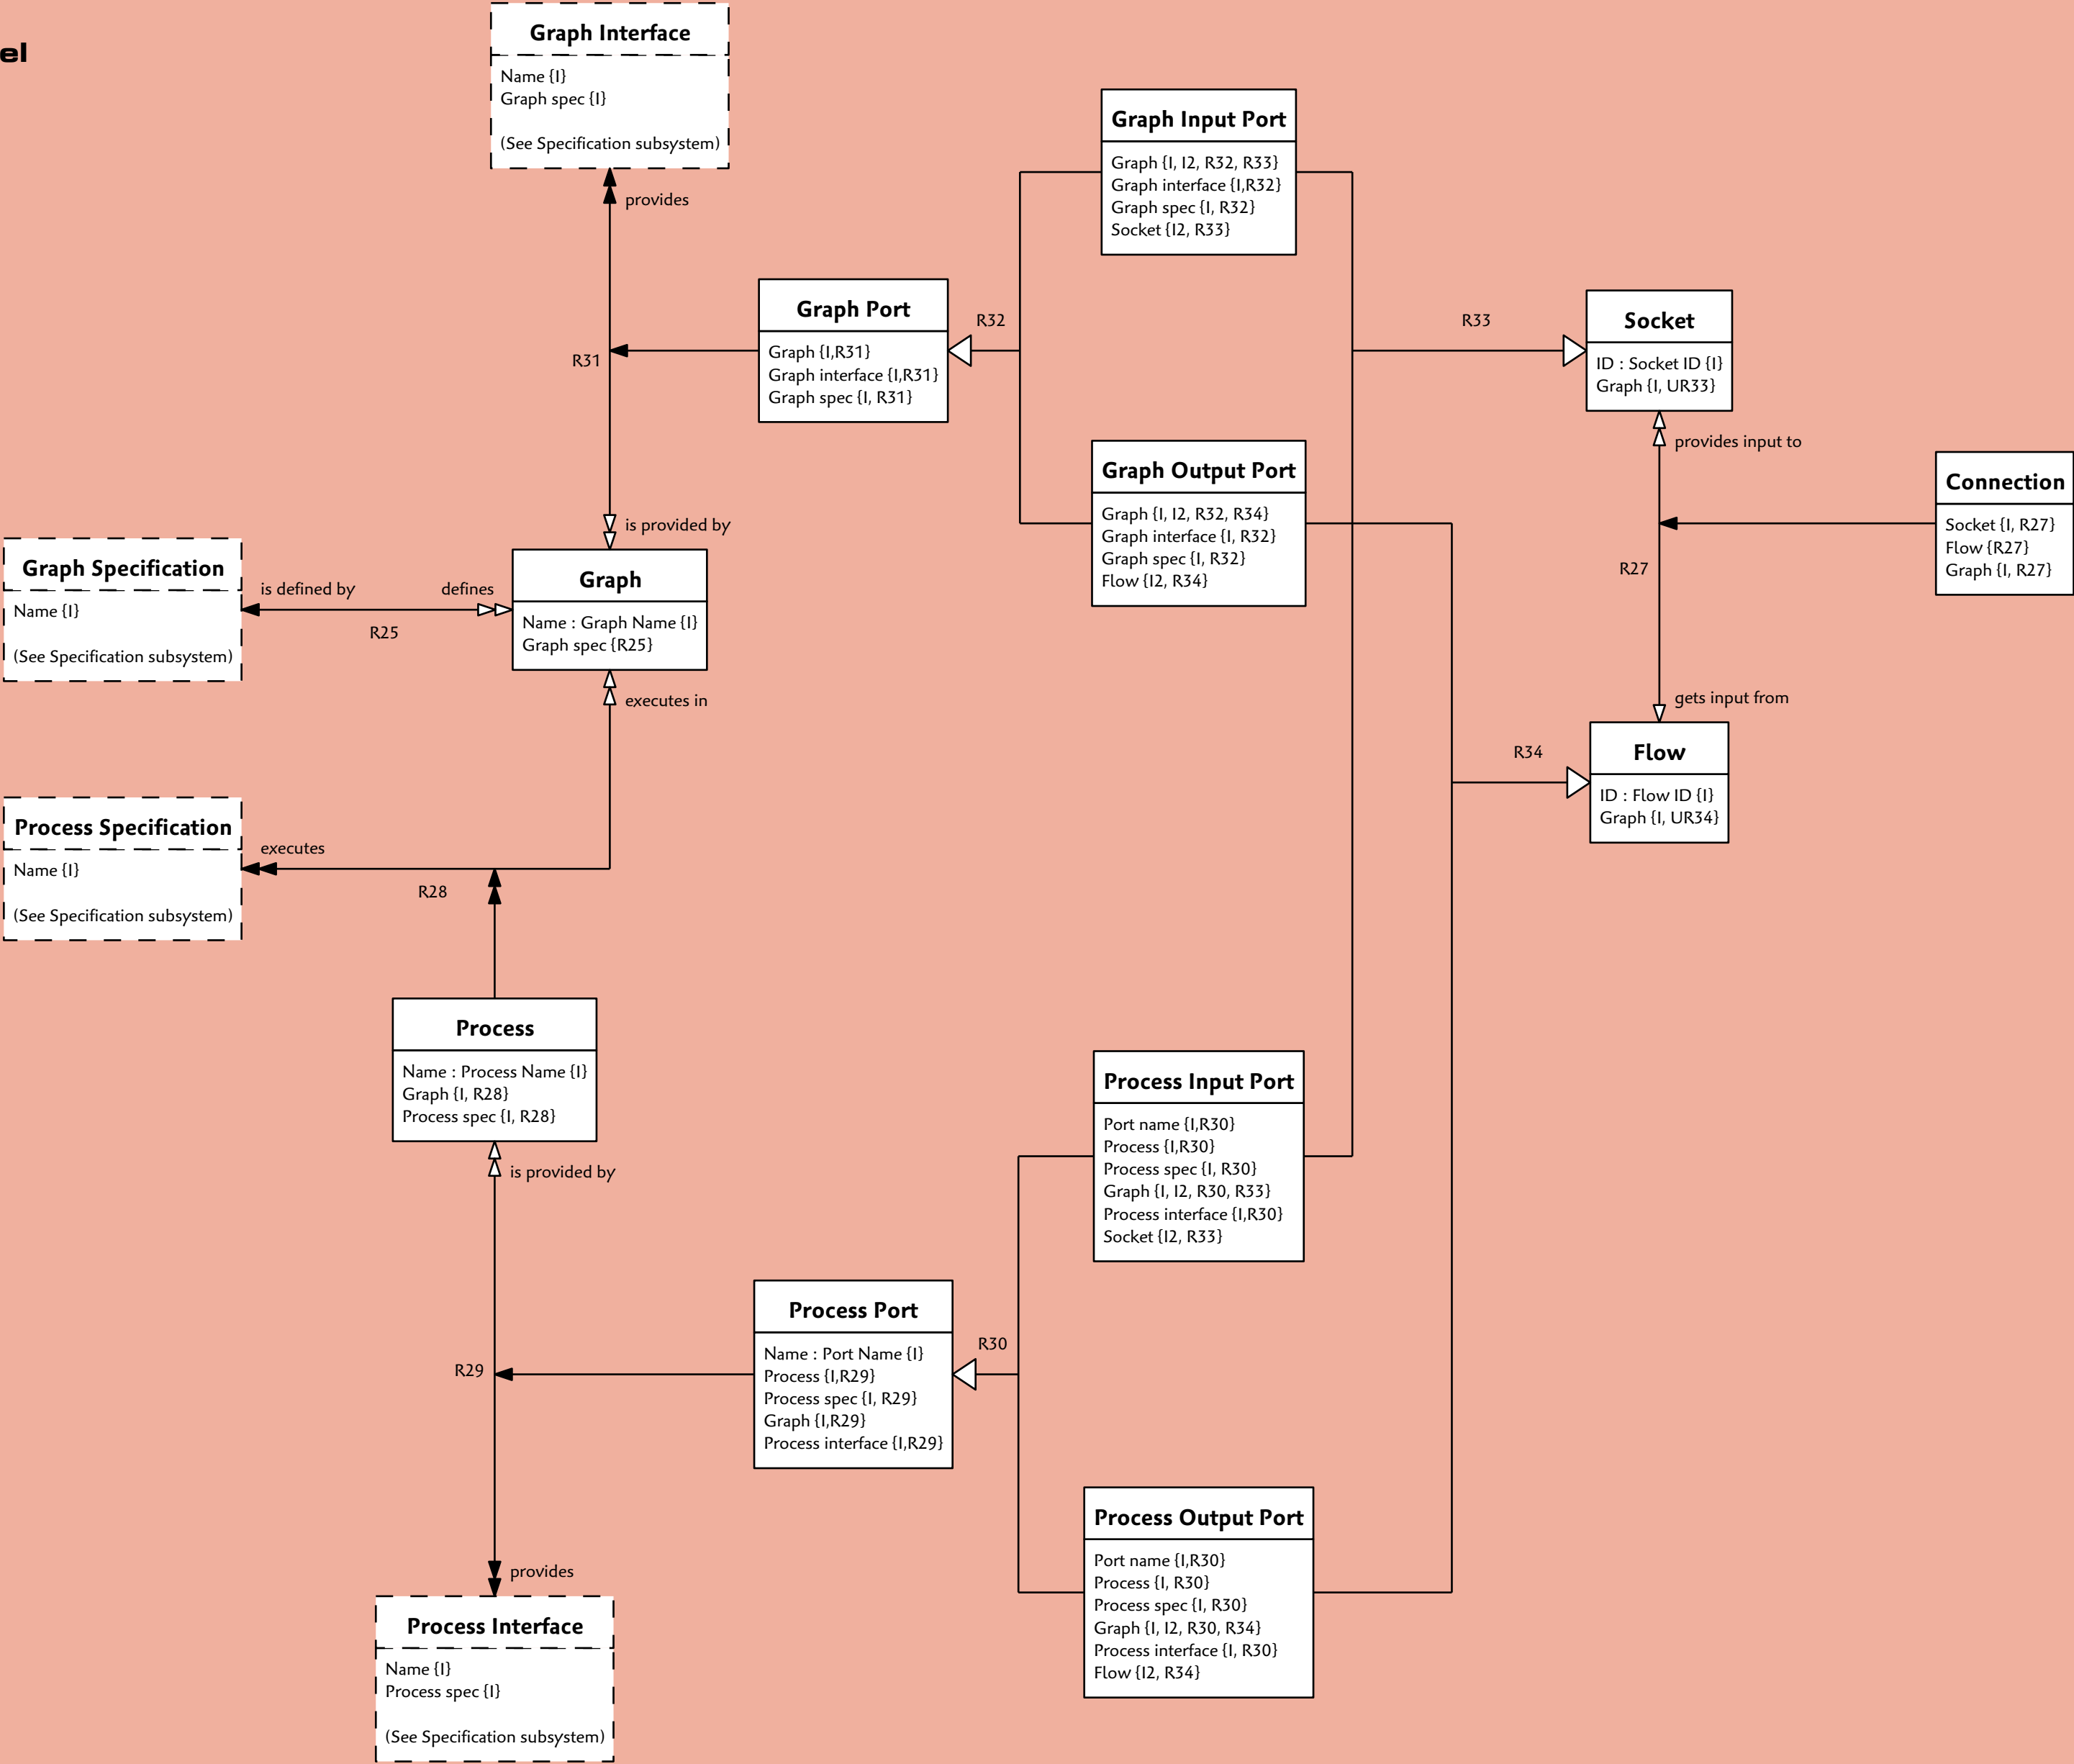 el
Graph Interface
Name {I}
Graph spec {I}
(See Specification subsystem)
provides
R31
is provided by
Graph Port
Graph {I,R31}
Graph interface {I,R31}
Graph spec {I, R31}
R32
Graph Input Port
Graph {I, I2, R32, R33}
Graph interface {I,R32}
Graph spec {I, R32}
Socket {I2, R33}
Graph Output Port
Graph {I, I2, R32, R34}
Graph interface {I, R32}
Graph spec {I, R32}
Flow {I2, R34}
R33
Socket
ID : Socket ID {I}
Graph {I, UR33}
provides input to
R27
gets input from
Connection
Socket {I, R27}
Flow {R27}
Graph {I, R27}
R34
Flow
ID : Flow ID {I}
Graph {I, UR34}
Graph Specification
Name {I}
(See Specification subsystem)
is defined by
defines
R25
Graph
Name : Graph Name {I}
Graph spec {R25}
executes in
Process Specification
Name {I}
(See Specification subsystem)
executes
R28
Process
Name : Process Name {I}
Graph {I, R28}
Process spec {I, R28}
is provided by
R29
provides
Process Port
Name : Port Name {I}
Process {I,R29}
Process spec {I, R29}
Graph {I,R29}
Process interface {I,R29}
R30
Process Input Port
Port name {I,R30}
Process {I,R30}
Process spec {I, R30}
Graph {I, I2, R30, R33}
Process interface {I,R30}
Socket {I2, R33}
Process Output Port
Port name {I,R30}
Process {I, R30}
Process spec {I, R30}
Graph {I, I2, R30, R34}
Process interface {I, R30}
Flow {I2, R34}
Process Interface
Name {I}
Process spec {I}
(See Specification subsystem)